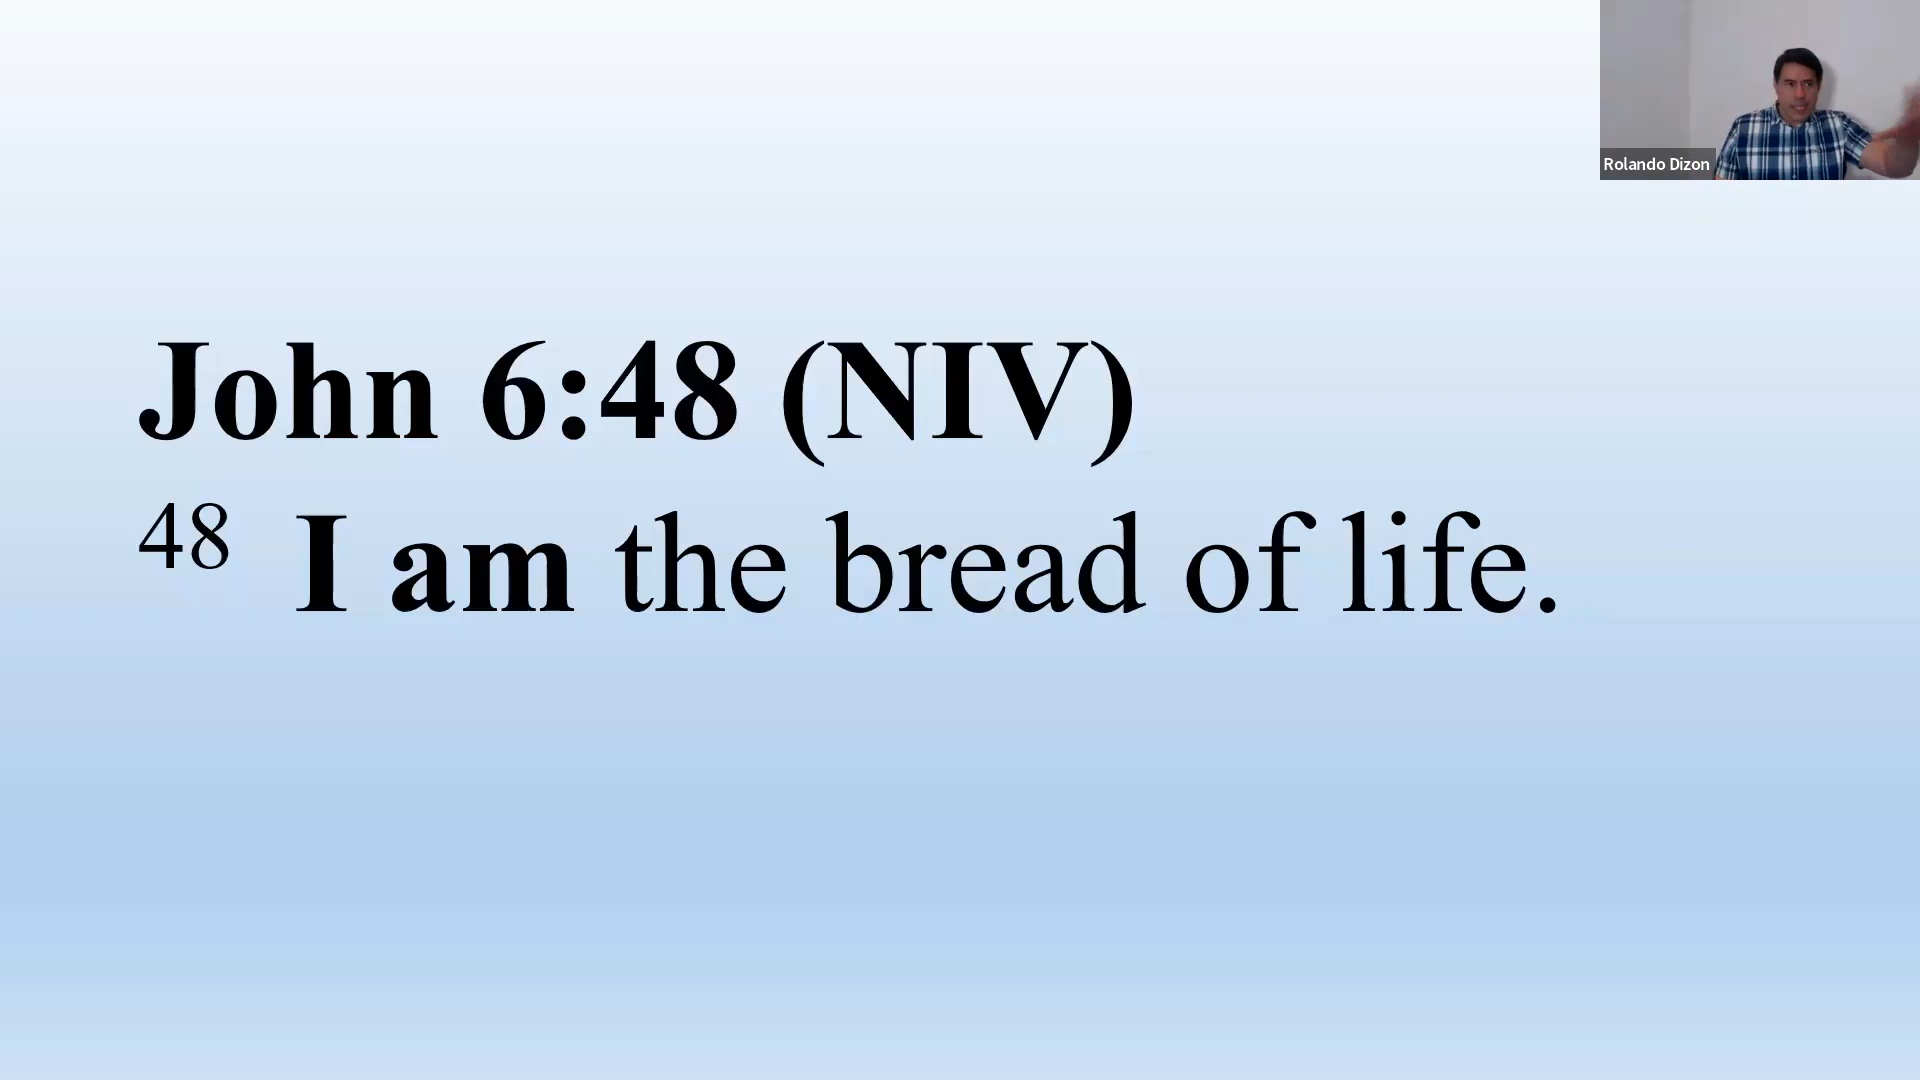 Rolando Dizon
John 6:48 (NIV)
48 I am the bread of life.